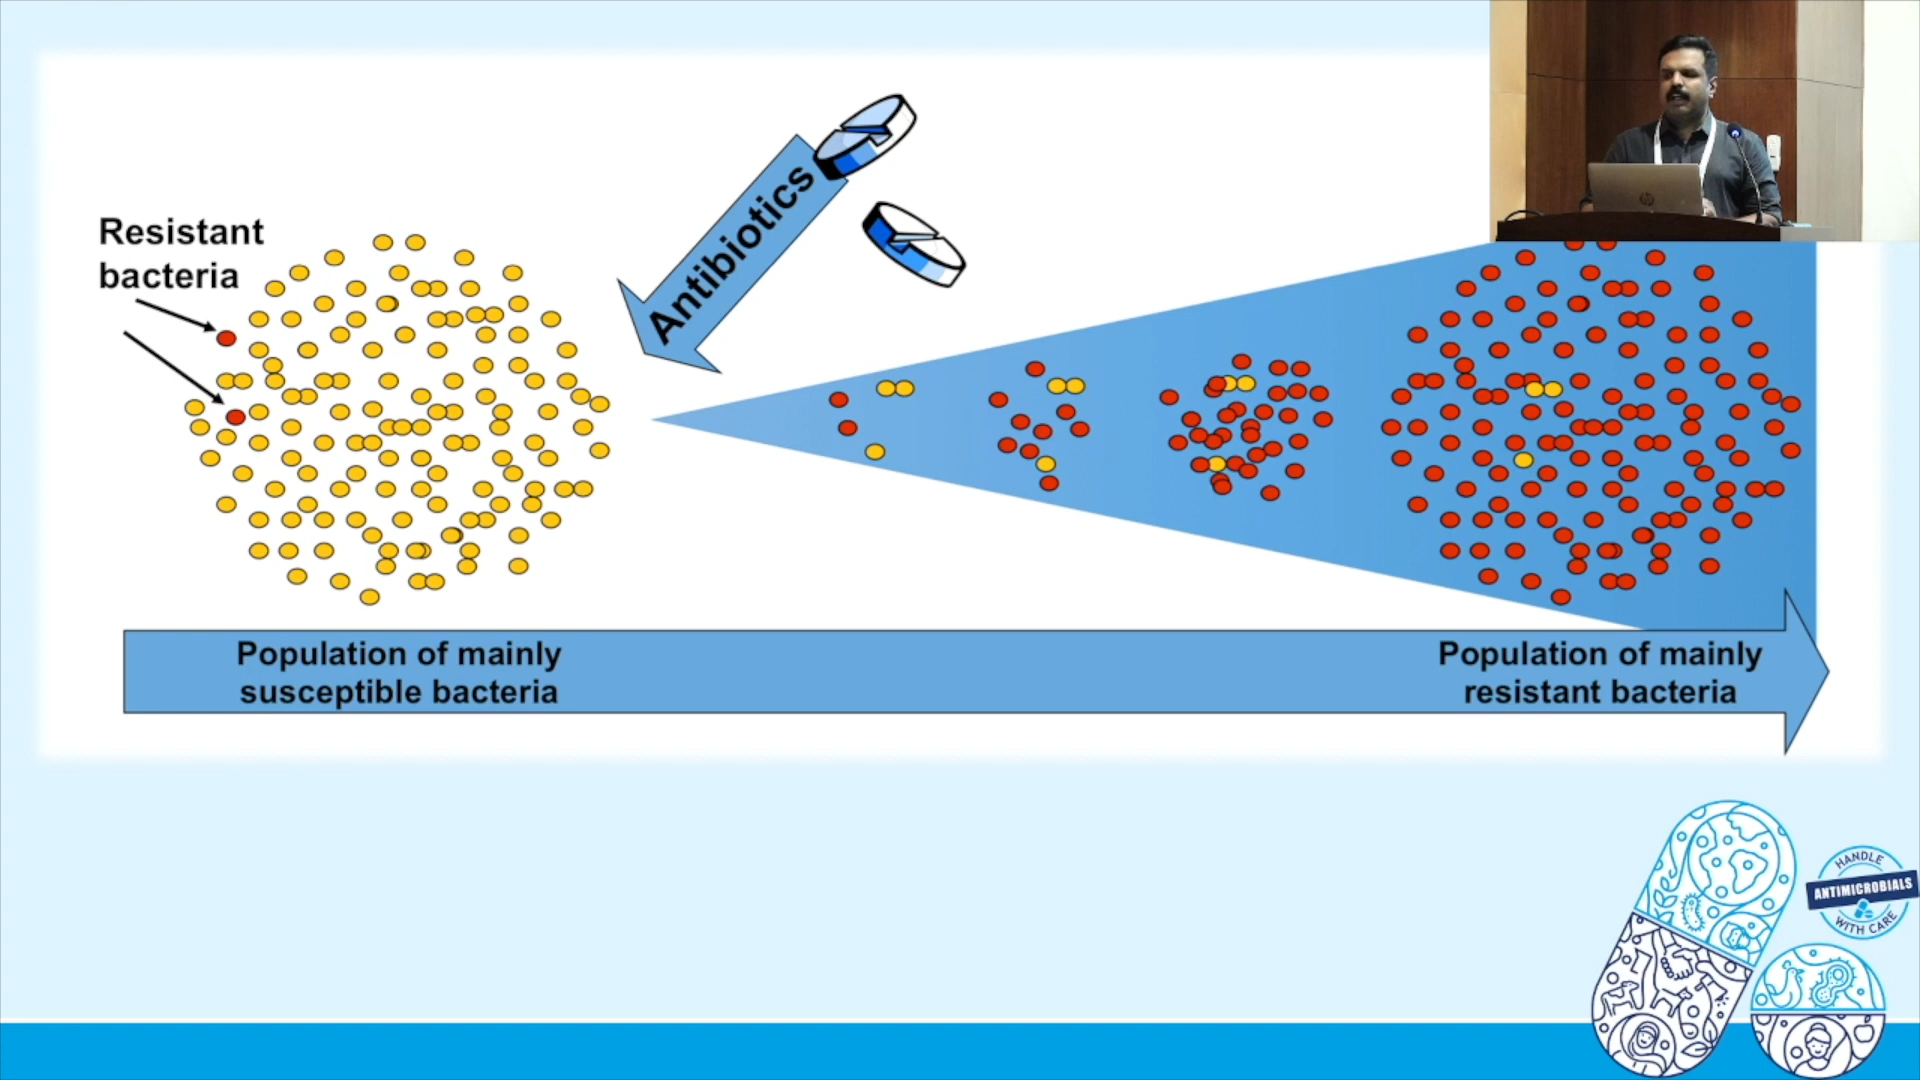 Resistant
bacteria
Antibiotics
Population of mainly
susceptible bacteria
Population of mainly
resistant bacteria
HANDLE
ANTIMICROBIALS
WITH CARE